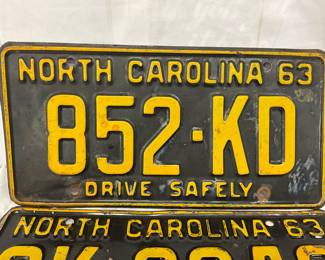 NORTH CAROLINA 63
852·KD
DRIVE SAFELY
NORTH CAROLINA 63